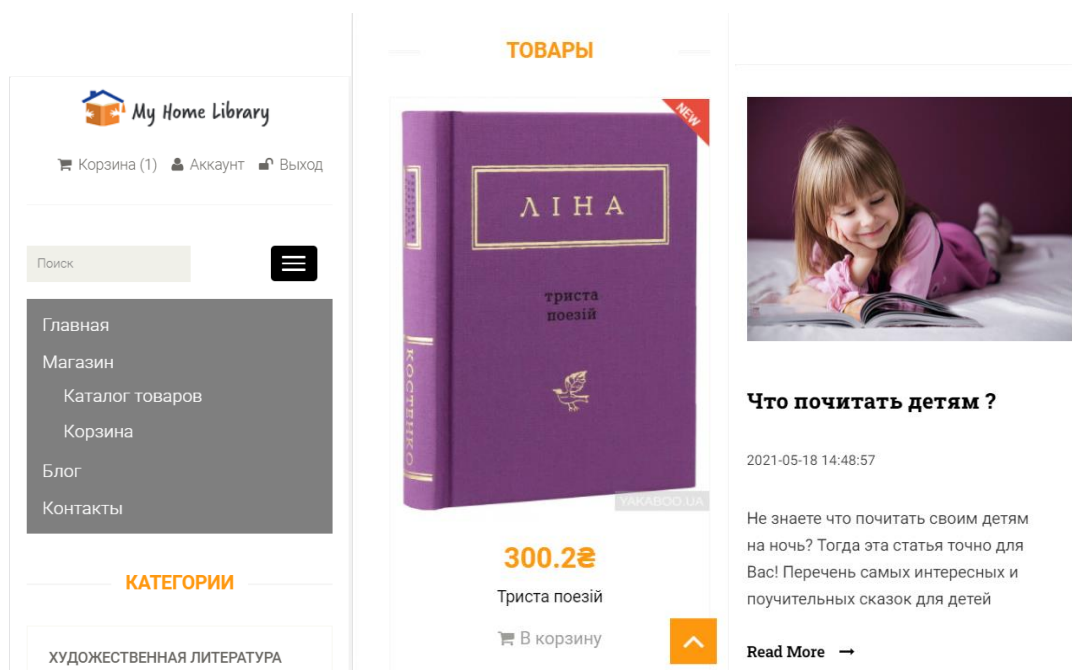 My Home Library
Корзина (1) Аккаунт Выход
Поиск
Главная
Магазин
Каталог товаров
Корзина
Блог
Контакты
КАТЕГОРИИ
ХУДОЖЕСТВЕННАЯ ЛИТЕРАТУРА
ТОВАРЫ
NEW
ЛІНА
триста
поезій
КОСТЕНКО
YAKABOO.UA
300.2₴
Триста поезій
В корзину
Что почитать детям ?
2021-05-18 14:48:57
Не знаете что почитать своим детям
на ночь? Тогда эта статья точно для
Вас! Перечень самых интересных и
поучительных сказок для детей
Read More →